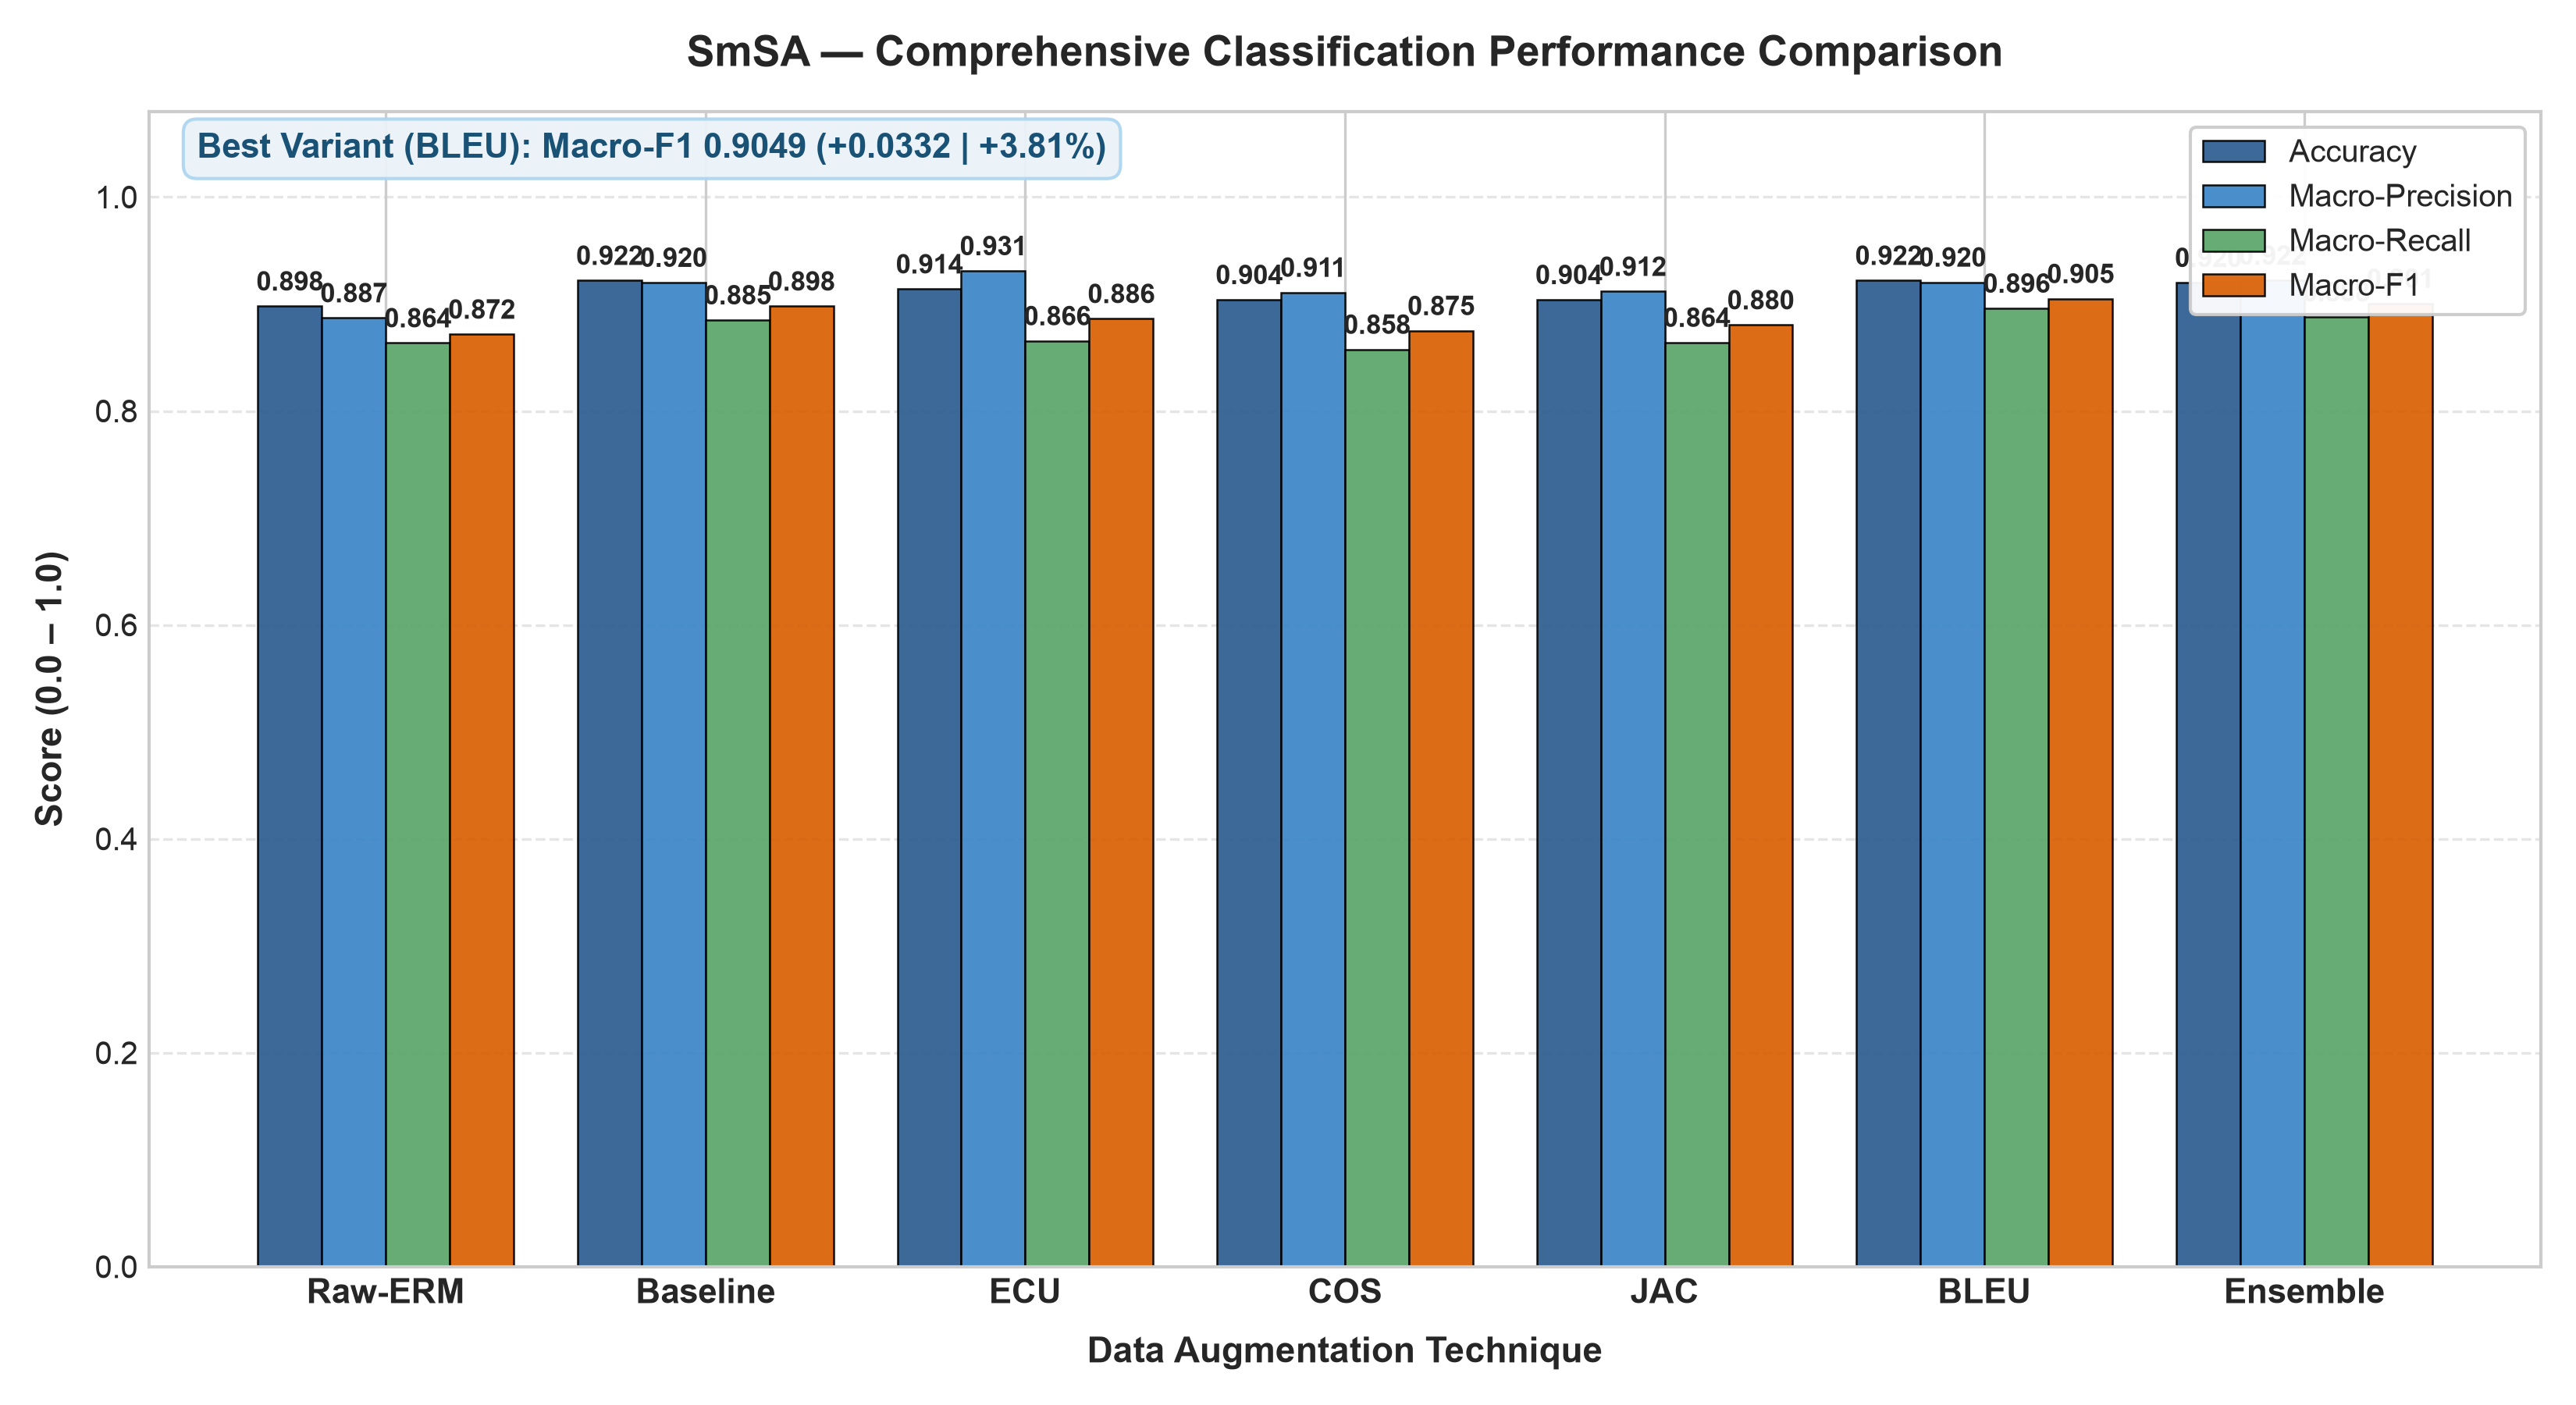 SmSA — Comprehensive Classification Performance Comparison
Best Variant (BLEU): Macro-F1 0.9049 (+0.0332 | +3.81%)
Accuracy
Macro-Precision
Macro-Recall
Macro-F1
Score (0.0 – 1.0)
1.0
0.8
0.6
0.4
0.2
0.0
0.898 0.887 0.864 0.872
0.922 0.920 0.885 0.898
0.914 0.931 0.866 0.886
0.904 0.911 0.858 0.875
0.904 0.912 0.864 0.880
0.922 0.920 0.896 0.905
0.920 0.922
Raw-ERM Baseline ECU COS JAC BLEU Ensemble
Data Augmentation Technique